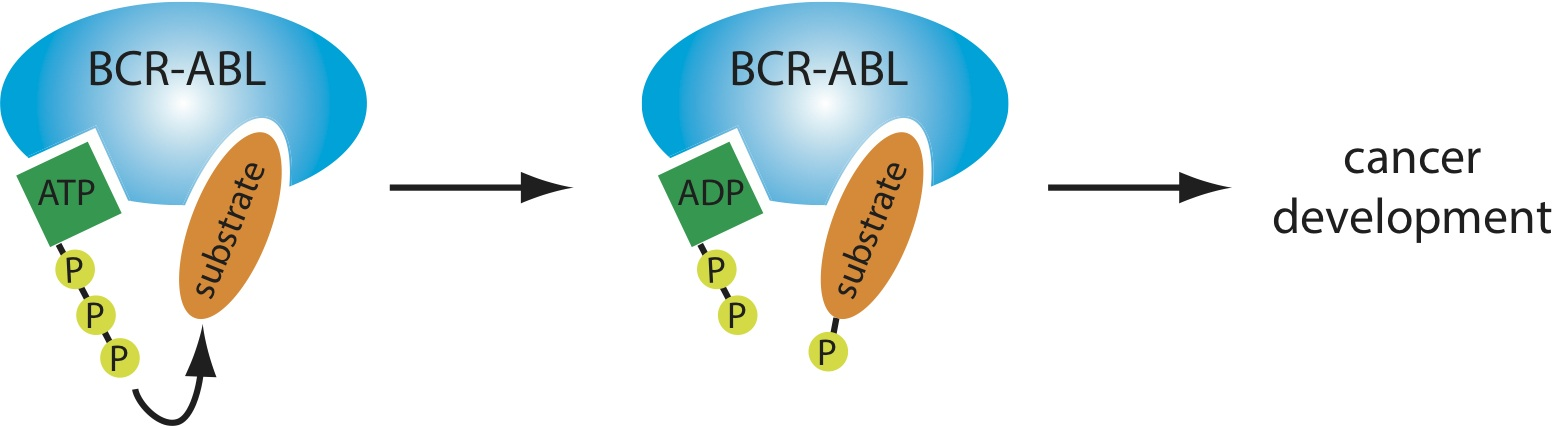 BCR-ABL
ATP
substrate
P
P
P
BCR-ABL
ADP
substrate
P
P
P
cancer
development